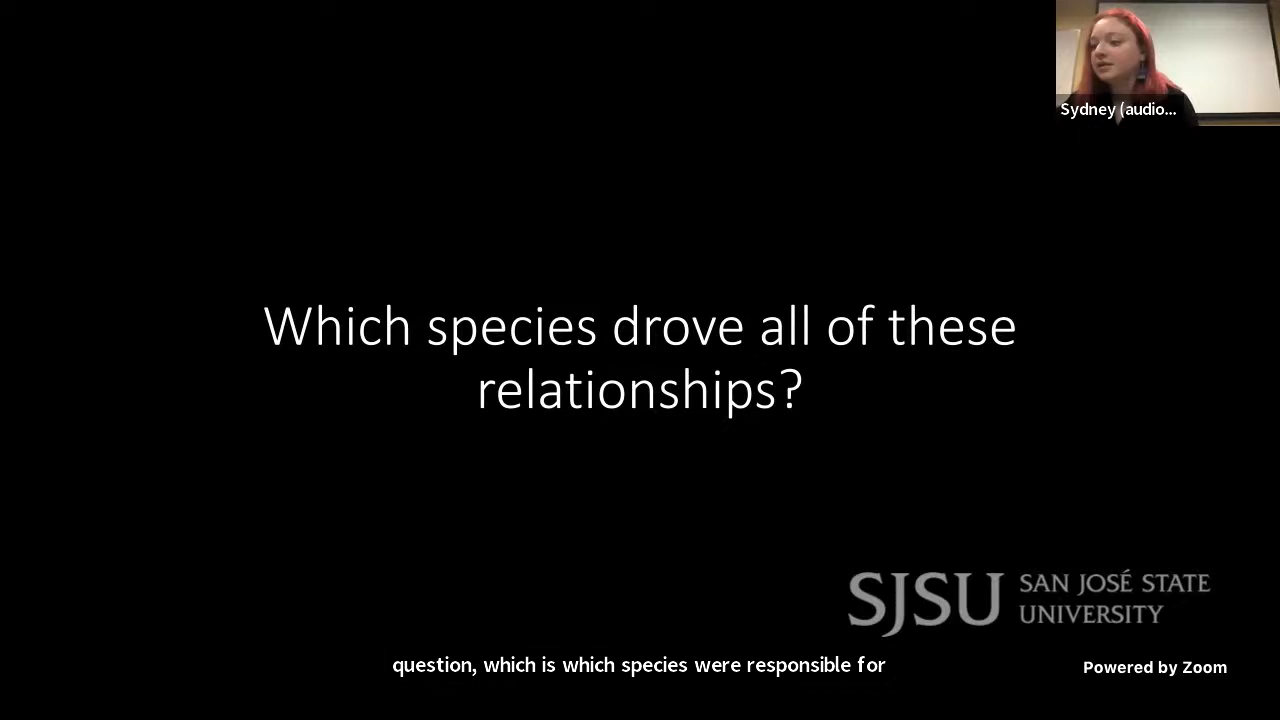 Sydney (audio...
Which species drove all of these
relationships?
SJSU SAN JOSÉ STATE
UNIVERSITY
question, which is which species were responsible for
Powered by Zoom